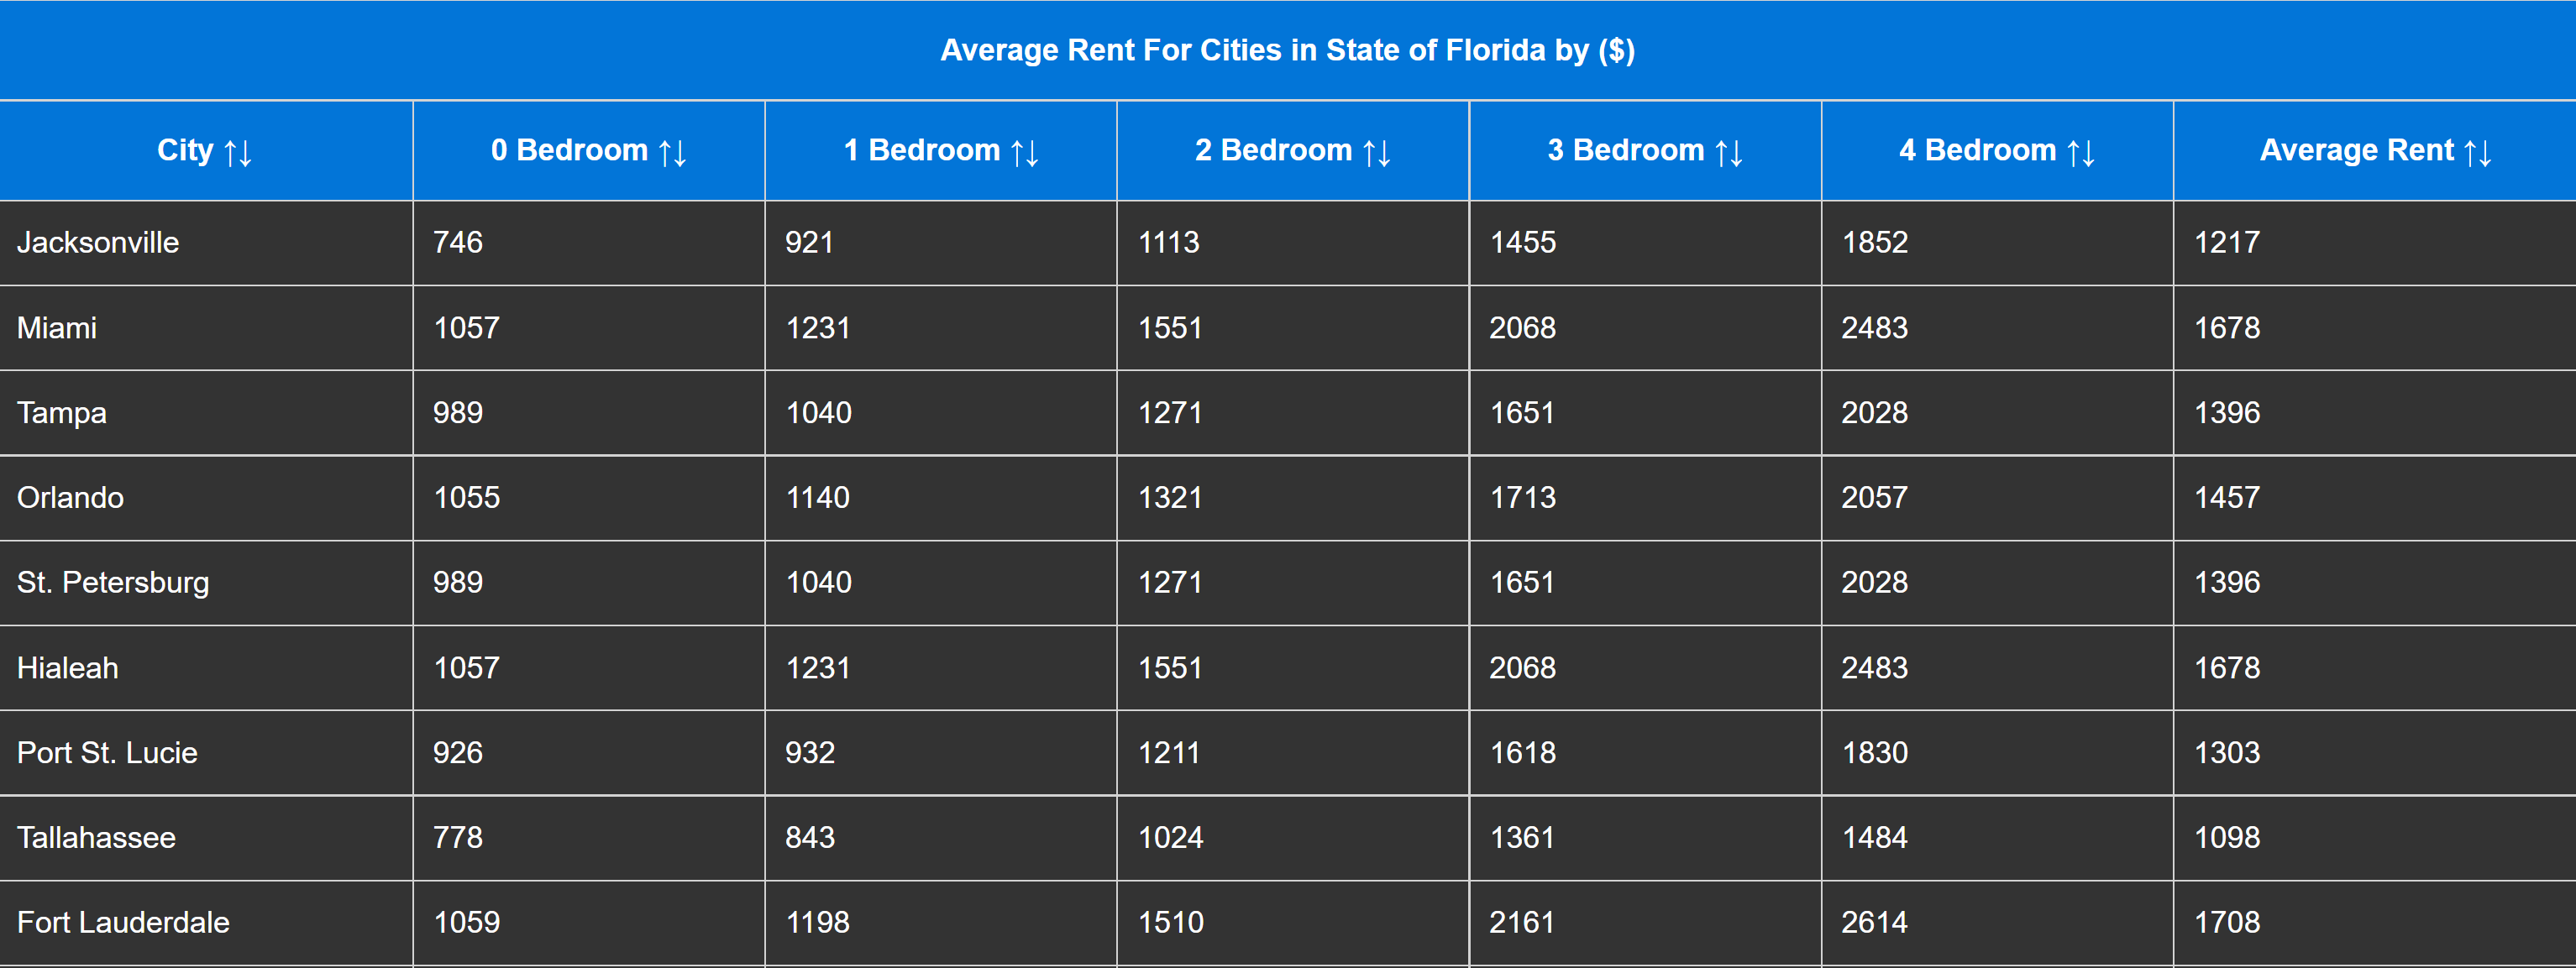 Average Rent For Cities in State of Florida by ($)
City ↑↓ 0 Bedroom ↑↓ 1 Bedroom ↑↓ 2 Bedroom ↑↓ 3 Bedroom ↑↓ 4 Bedroom ↑↓ Average Rent ↑↓
Jacksonville 746 921 1113 1455 1852 1217
Miami 1057 1231 1551 2068 2483 1678
Tampa 989 1040 1271 1651 2028 1396
Orlando 1055 1140 1321 1713 2057 1457
St. Petersburg 989 1040 1271 1651 2028 1396
Hialeah 1057 1231 1551 2068 2483 1678
Port St. Lucie 926 932 1211 1618 1830 1303
Tallahassee 778 843 1024 1361 1484 1098
Fort Lauderdale 1059 1198 1510 2161 2614 1708